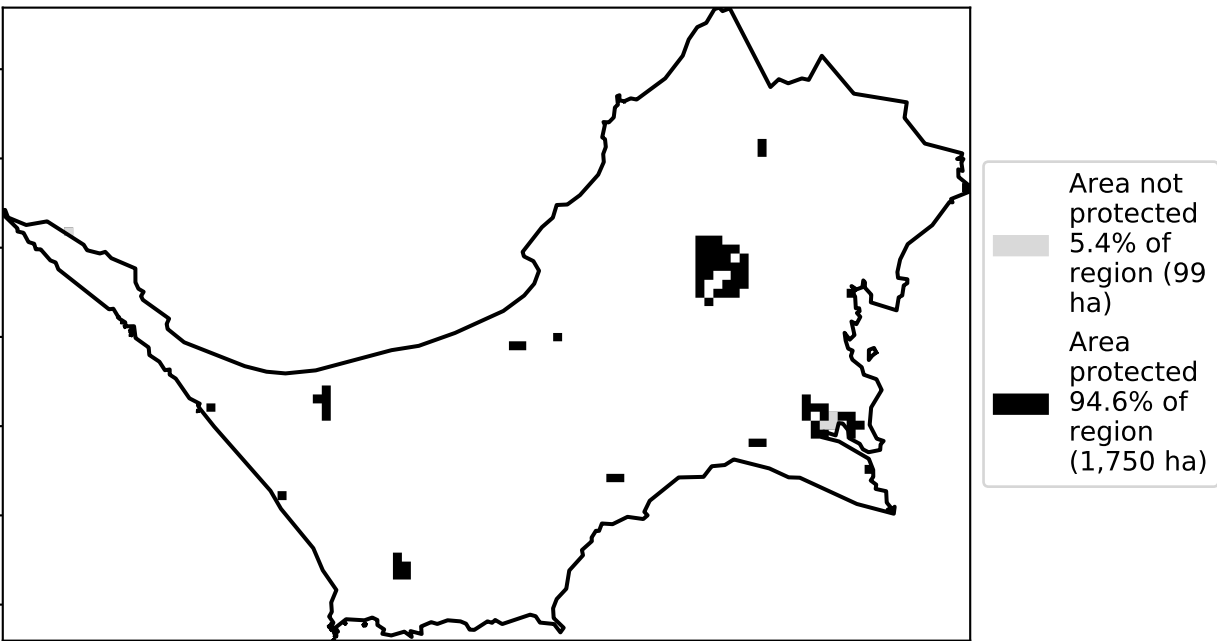 Area not
protected
5.4% of
region (99
ha)
Area
protected
94.6% of
region
(1,750 ha)